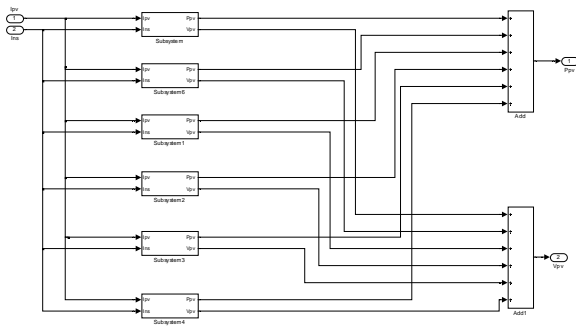 Ipv
1
2
Ins
Ipv
Ins
Ppv
Vpv
Subsystem
Ipv
Ins
Ppv
Vpv
Subsystem6
Ipv
Ins
Ppv
Vpv
Subsystem1
Ipv
Ins
Ppv
Vpv
Subsystem2
Ipv
Ins
Ppv
Vpv
Subsystem3
Ipv
Ins
Ppv
Vpv
Subsystem4
+
+
+
+
+
+
Add
1
Ppv
+
+
+
+
+
+
Add1
2
Vpv